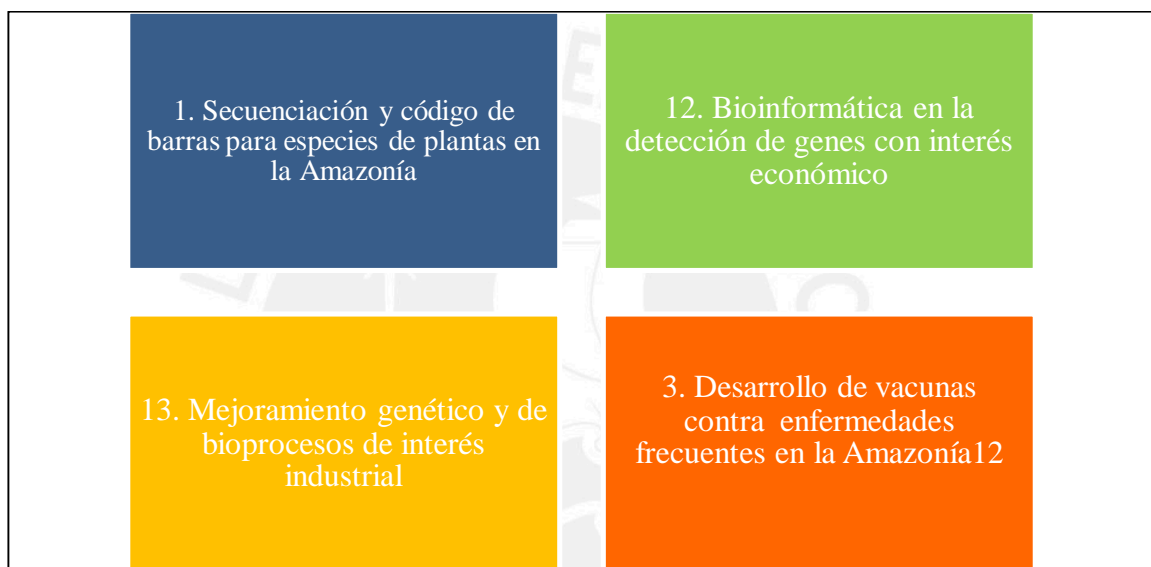 1. Secuenciación y código de
barras para especies de plantas en
la Amazonía
12. Bioinformática en la
detección de genes con interés
económico
13. Mejoramiento genético y de
bioprocesos de interés
industrial
3. Desarrollo de vacunas
contra enfermedades
frecuentes en la Amazonía12